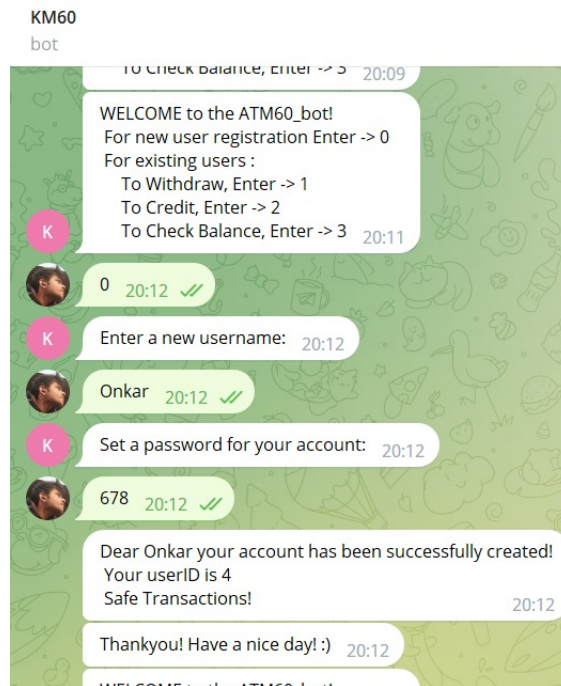 KM60
bot
To Check Balance, Enter -> 3 20:09
WELCOME to the ATM60_bot!
For new user registration Enter -> 0
For existing users :
To Withdraw, Enter -> 1
To Credit, Enter -> 2
To Check Balance, Enter -> 3 20:11
K
0 20:12
K
Enter a new username: 20:12
Onkar 20:12
K
Set a password for your account: 20:12
678 20:12
Dear Onkar your account has been successfully created!
Your userID is 4
Safe Transactions!
20:12
Thankyou! Have a nice day! :) 20:12
WELCOME to the ATM60_bot!